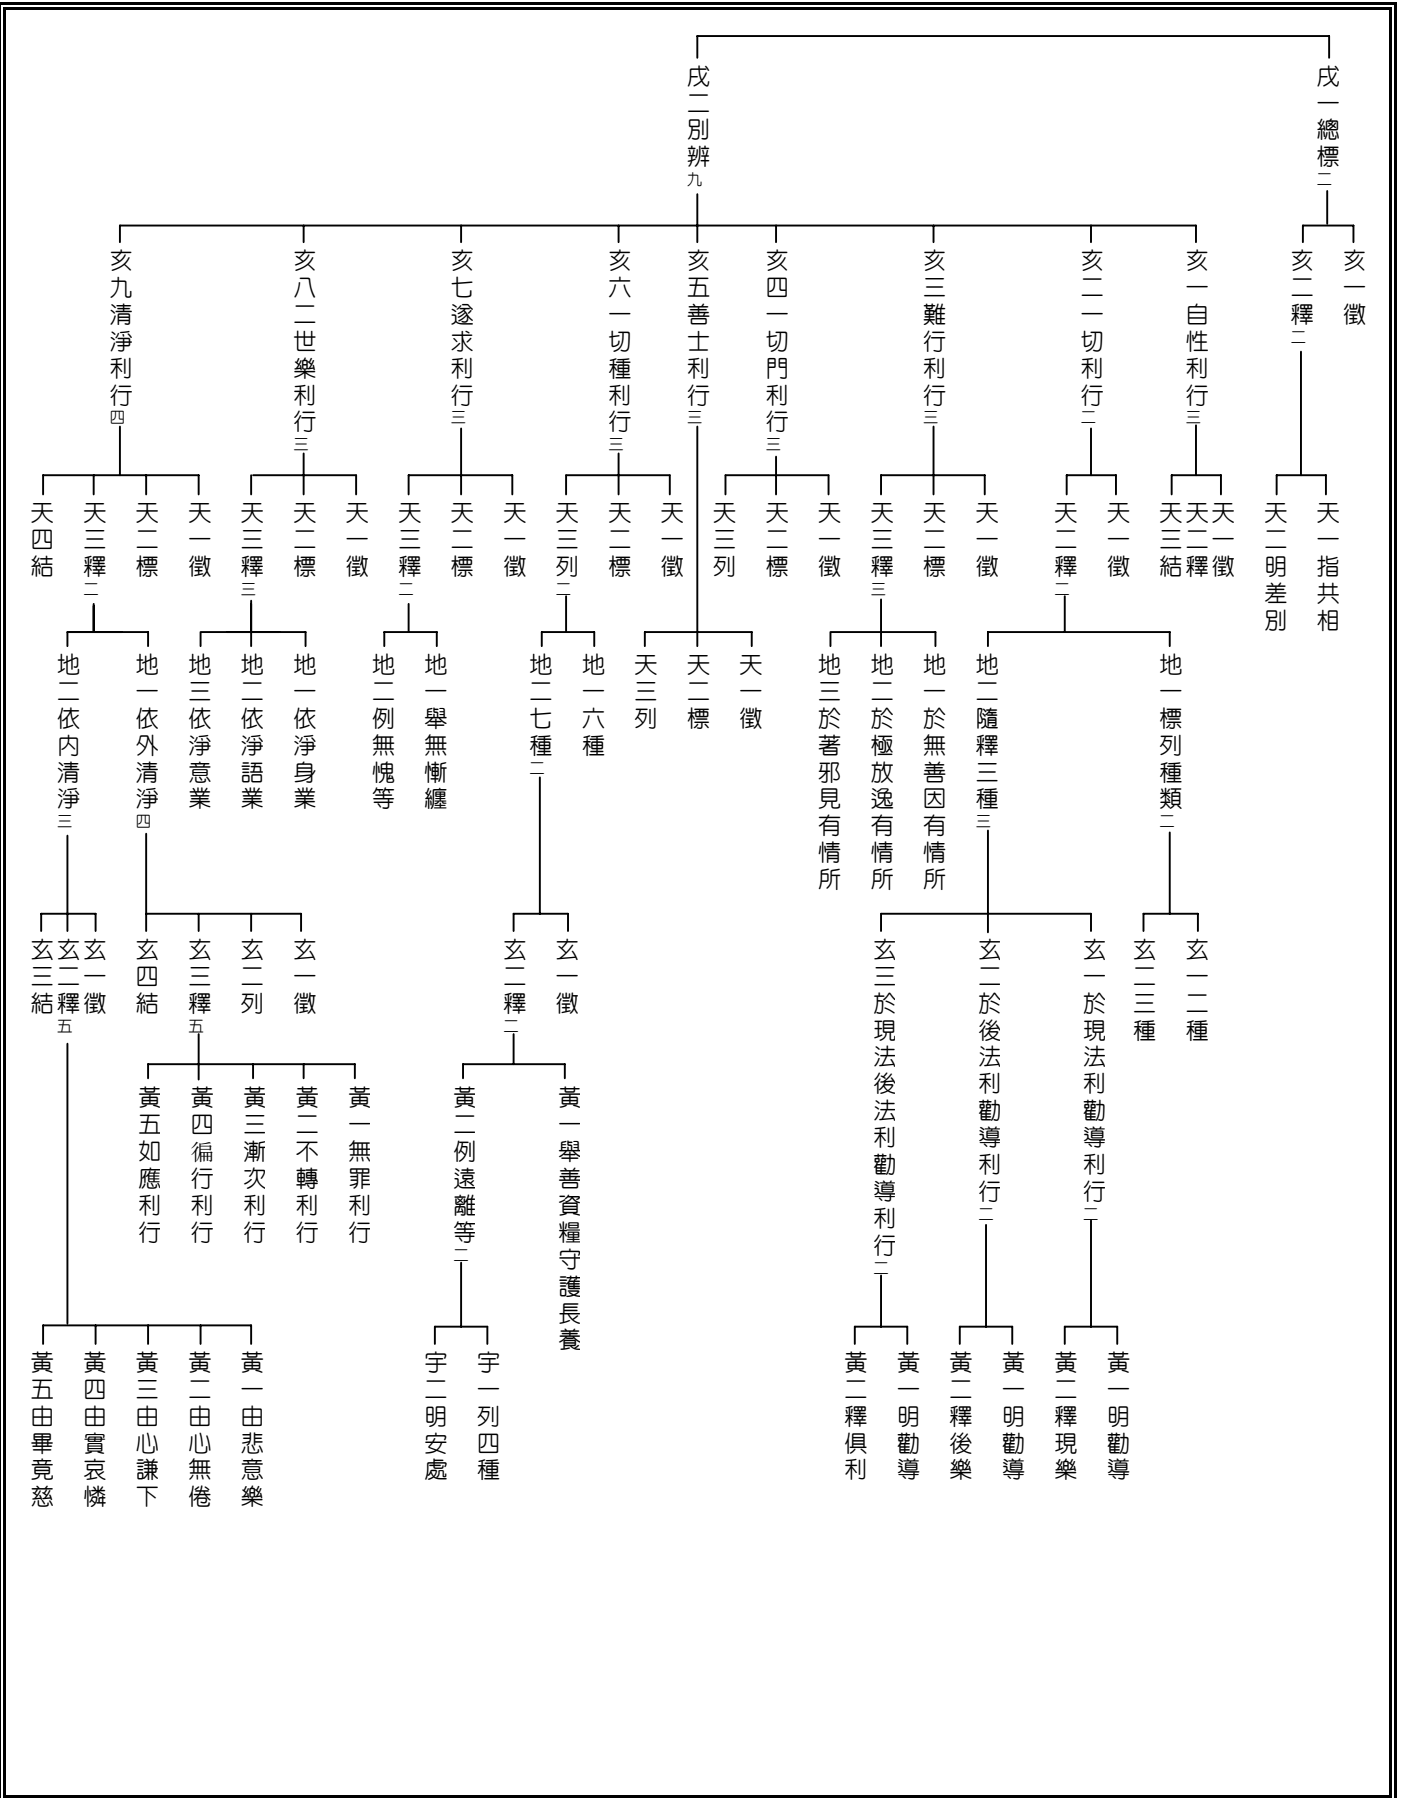 戌一總標二
戌二別辨九
亥一徵
亥二釋二
亥一自性利行三
亥二一切利行二
亥三難行利行三
亥四一切門利行三
亥五善士利行三
亥六一切種利行三
亥七遂求利行三
亥八二世樂利行三
亥九清淨利行四
天一指共相
天二明差別
天一徵
天二釋
天三結
天一徵
天二釋二
天一徵
天二標
天三釋三
天一徵
天二標
天三列
天一徵
天二標
天三列二
天一徵
天二標
天三釋二
天一徵
天二標
天三釋三
天一徵
天二標
天三釋二
天四結
地一標列種類二
地二隨釋三種三
地一於無善因有情所
地二於極放逸有情所
地三於著邪見有情所
天一徵
天二標
天三列
地一六種
地二七種二
地一舉無慚纏
地二例無愧等
地一依淨身業
地二依淨語業
地三依淨意業
地一依外清淨四
地二依内清淨三
玄一二種
玄二三種
玄一於現法利勸導利行二
玄二於後法利勸導利行二
玄三於現法後法利勸導利行二
玄一徵
玄二釋二
玄一徵
玄二列
玄三釋五
玄四結
玄一徵
玄二釋五
玄三結
黃一舉善資糧守護長養
黃二例遠離等二
黃一無罪利行
黃二不轉利行
黃三漸次利行
黃四徧行利行
黃五如應利行
黃一明勸導
黃二釋現樂
黃一明勸導
黃二釋後樂
黃一明勸導
黃二釋俱利
宇一列四種
宇二明安處
黃一由悲意樂
黃二由心無倦
黃三由心謙下
黃四由實哀憐
黃五由畢竟慈